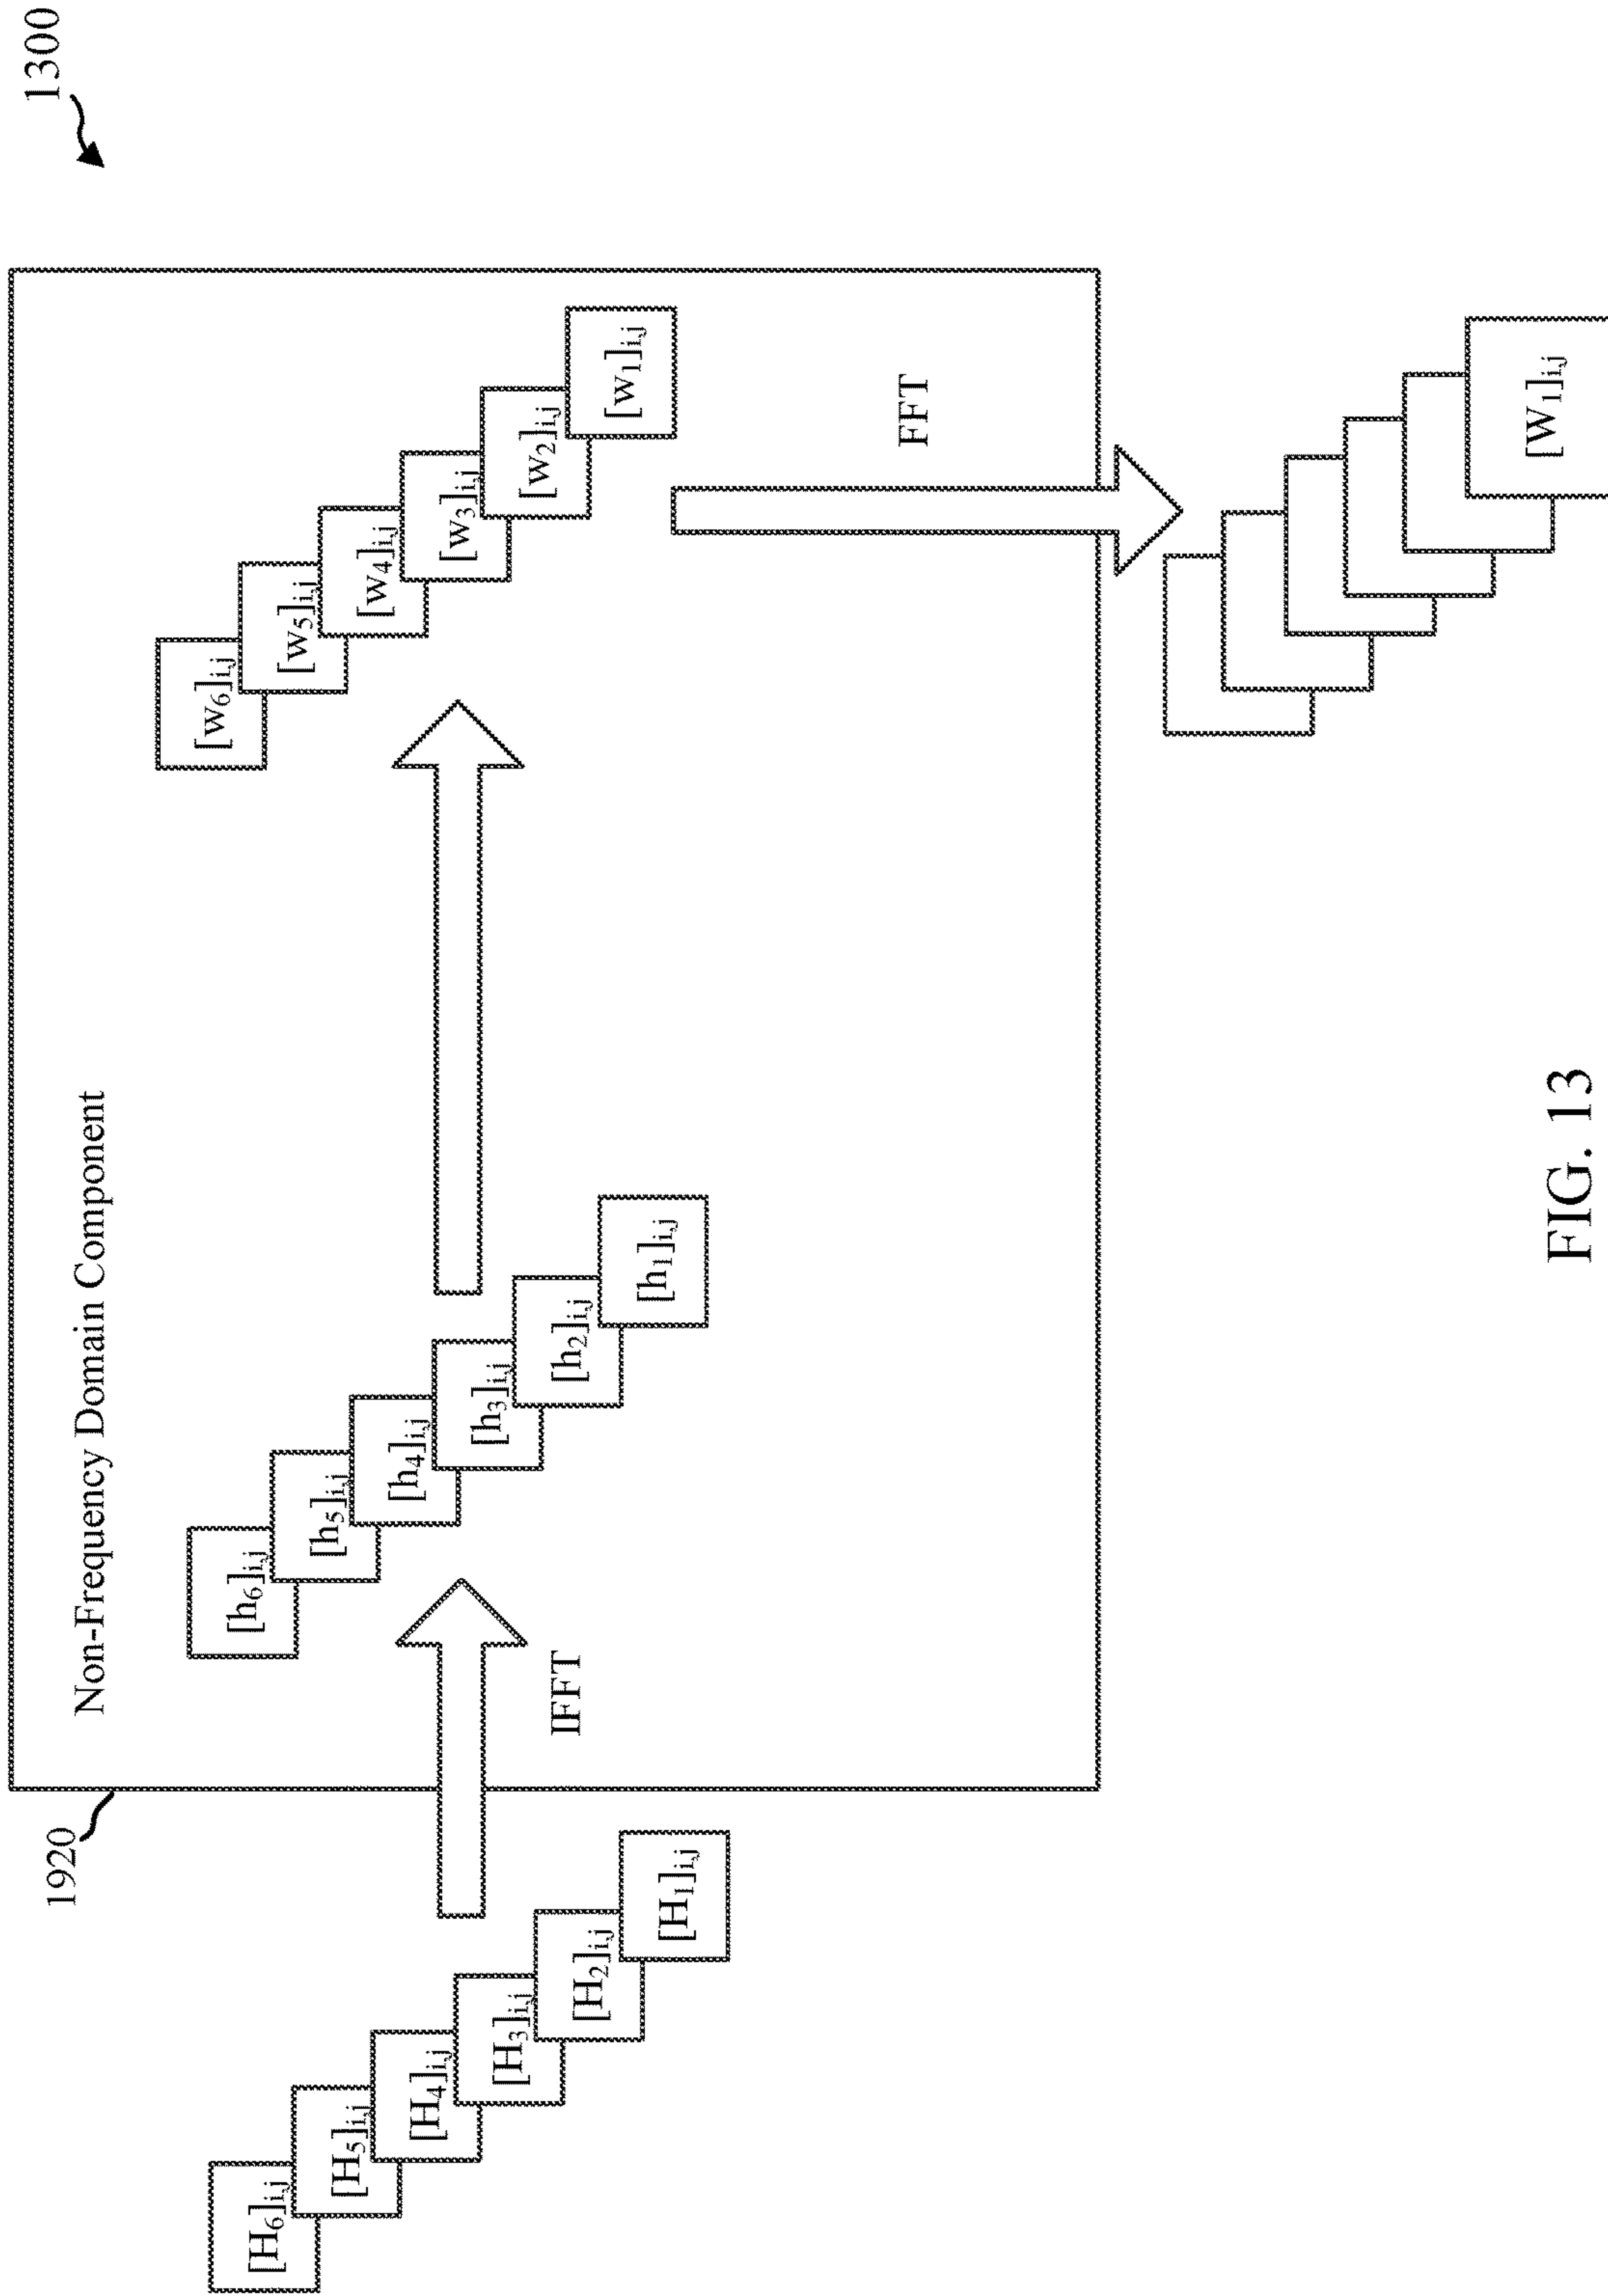 1300
1920
Non-Frequency Domain Component
[H6]i,j
[H5]i,j
[H4]i,j
[H3]i,j
[H2]i,j
[H1]i,j
IFFT
[h6]i,j
[h5]i,j
[h4]i,j
[h3]i,j
[h2]i,j
[h1]i,j
[w6]i,j
[w5]i,j
[w4]i,j
[w3]i,j
[w2]i,j
[w1]i,j
FFT
[W1]i,j
FIG. 13